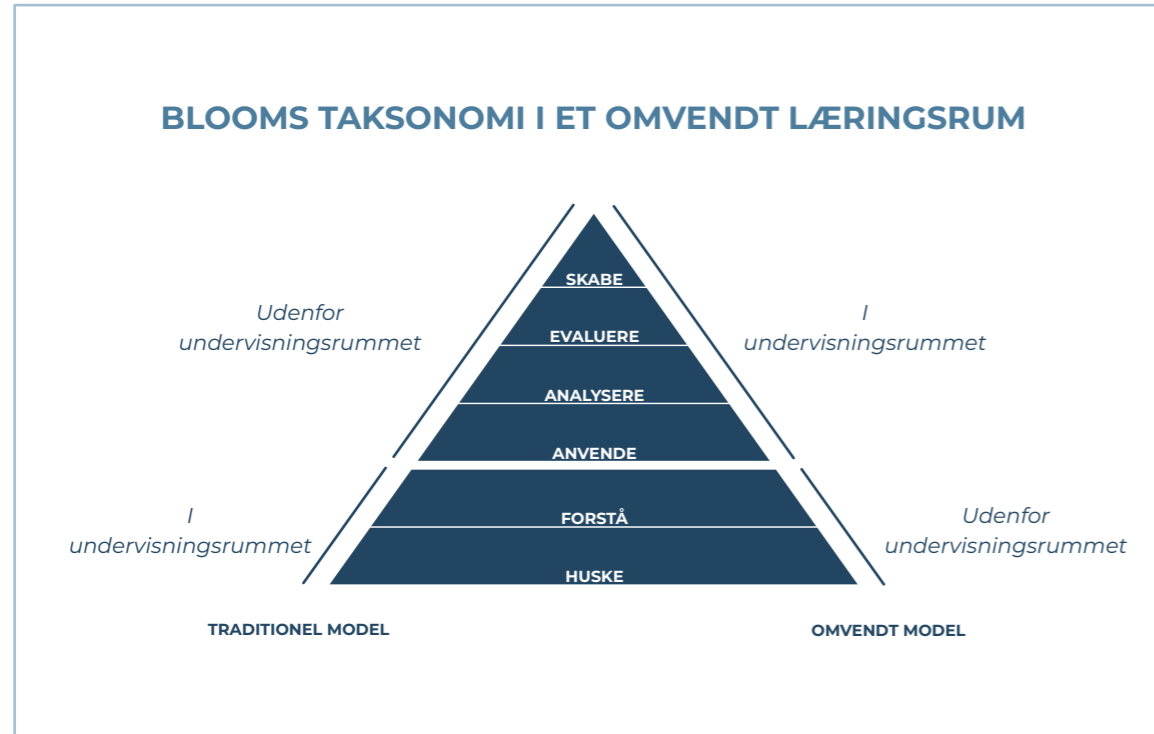 BLOOMS TAKSONOMI I ET OMVENDT LÆRINGSRUM
SKABE
Udenfor
undervisningsrummet
I
undervisningsrummet
EVALUERE
ANALYSERE
ANVENDE
I
undervisningsrummet
FORSTÅ
Udenfor
undervisningsrummet
HUSKE
TRADITIONEL MODEL
OMVENDT MODEL